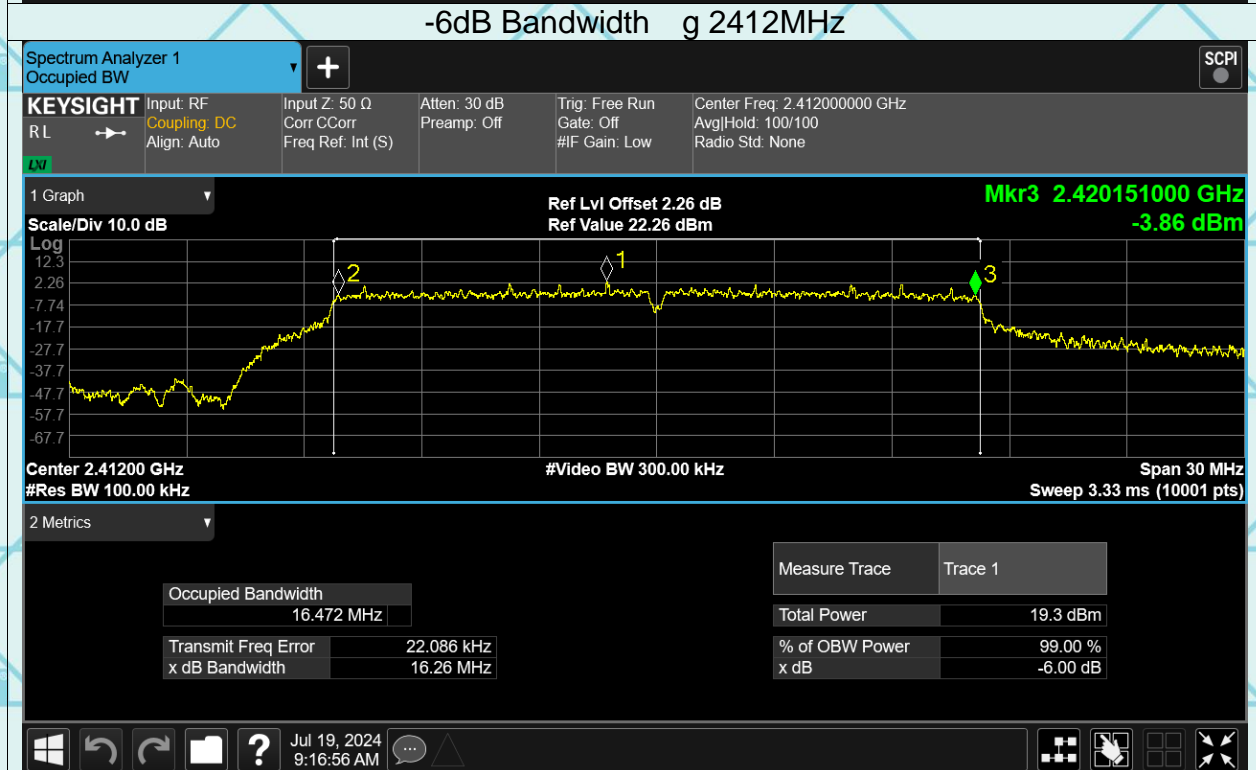 -6dB Bandwidth g 2412MHz
Spectrum Analyzer 1
Occupied BW
SCPI
KEYSIGHT
R L
LXI
Input: RF
Coupling: DC
Align: Auto
Input Z: 50 Ω
Corr CCorr
Freq Ref: Int (S)
Atten: 30 dB
Preamp: Off
Trig: Free Run
Gate: Off
#IF Gain: Low
Center Freq: 2.412000000 GHz
Avg|Hold: 100/100
Radio Std: None
1 Graph
Scale/Div 10.0 dB
Ref Lvl Offset 2.26 dB
Ref Value 22.26 dBm
Mkr3 2.420151000 GHz
-3.86 dBm
Log
12.3
2.26
-7.74
-17.7
-27.7
-37.7
-47.7
-57.7
-67.7
2
1
3
Center 2.41200 GHz
#Res BW 100.00 kHz
#Video BW 300.00 kHz
Span 30 MHz
Sweep 3.33 ms (10001 pts)
2 Metrics
Occupied Bandwidth
16.472 MHz
Transmit Freq Error 22.086 kHz
x dB Bandwidth 16.26 MHz
Measure Trace Trace 1
Total Power 19.3 dBm
% of OBW Power 99.00 %
x dB -6.00 dB
?
Jul 19, 2024
9:16:56 AM